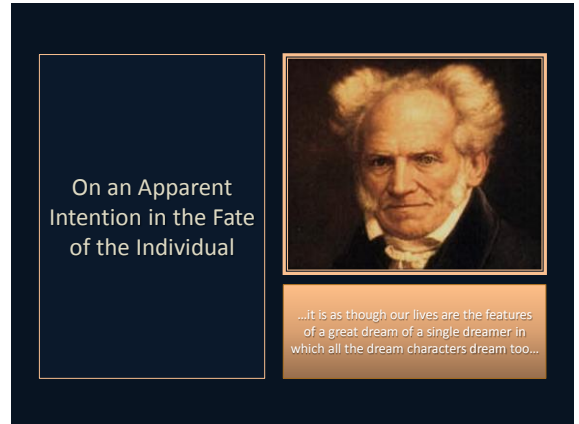 On an Apparent
Intention in the Fate
of the Individual
…it is as though our lives are the features
of a great dream of a single dreamer in
which all the dream characters dream too…